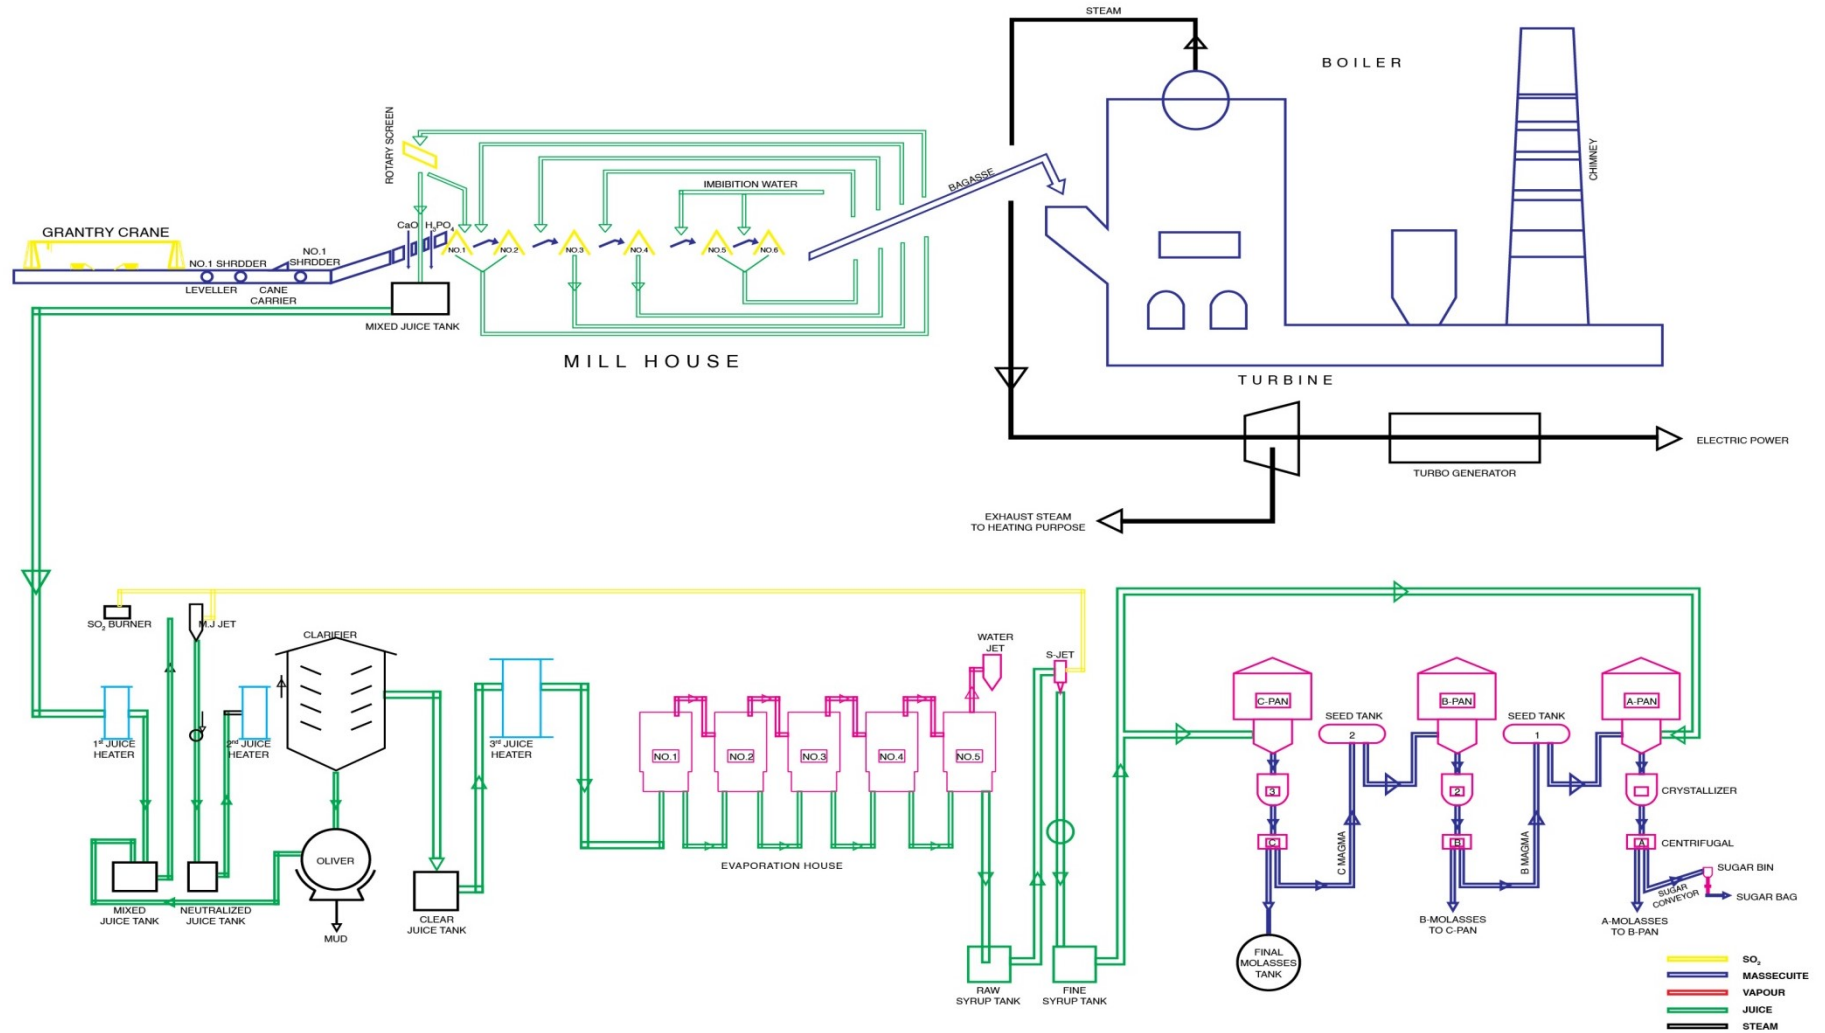 STEAM
BOILER
ROTARY SCREEN
CHIMNEY
IMBIBITION WATER
BAGASSE
CaO
H₃PO₄
GRANTRY CRANE
NO.1
SHRDDER
NO.1 SHRDDER
NO.1
NO.2
NO.3
NO.4
NO.5
NO.6
LEVELLER
CANE
CARRIER
MIXED JUICE TANK
MILL HOUSE
TURBINE
ELECTRIC POWER
TURBO GENERATOR
EXHAUST STEAM
TO HEATING PURPOSE
SO₂ BURNER
M.J JET
CLARIFIER
WATER
JET
S-JET
C-PAN
B-PAN
A-PAN
SEED TANK
2
SEED TANK
1
1st JUICE
HEATER
2nd JUICE
HEATER
3rd JUICE
HEATER
NO.1
NO.2
NO.3
NO.4
NO.5
3
2
CRYSTALLIZER
C
B
A
CENTRIFUGAL
C MAGMA
B MAGMA
OLIVER
EVAPORATION HOUSE
SUGAR BIN
SUGAR
CONVEYOR
SUGAR BAG
MIXED
JUICE TANK
NEUTRALIZED
JUICE TANK
MUD
CLEAR
JUICE TANK
B-MOLASSES
TO C-PAN
A-MOLASSES
TO B-PAN
FINAL
MOLASSES
TANK
RAW
SYRUP TANK
FINE
SYRUP TANK
SO₂
MASSECUITE
VAPOUR
JUICE
STEAM